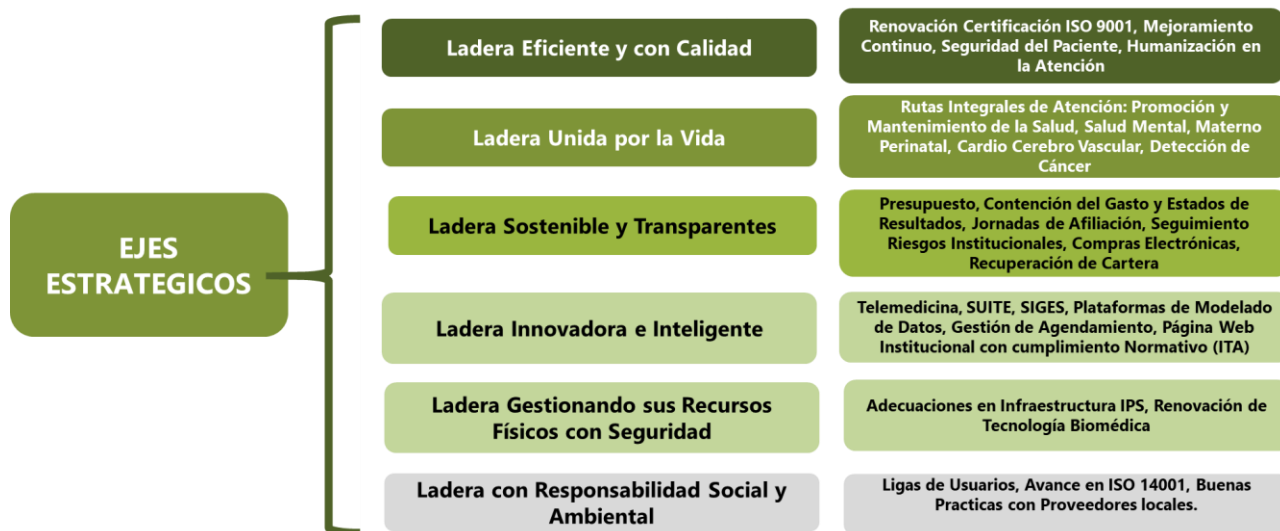 EJES
ESTRATEGICOS
Ladera Eficiente y con Calidad
Renovación Certificación ISO 9001, Mejoramiento
Continuo, Seguridad del Paciente, Humanización en
la Atención
Ladera Unida por la Vida
Rutas Integrales de Atención: Promoción y
Mantenimiento de la Salud, Salud Mental, Materno
Perinatal, Cardio Cerebro Vascular, Detección de
Cáncer
Ladera Sostenible y Transparentes
Presupuesto, Contención del Gasto y Estados de
Resultados, Jornadas de Afiliación, Seguimiento
Riesgos Institucionales, Compras Electrónicas,
Recuperación de Cartera
Ladera Innovadora e Inteligente
Telemedicina, SUITE, SIGES, Plataformas de Modelado
de Datos, Gestión de Agendamiento, Página Web
Institucional con cumplimiento Normativo (ITA)
Ladera Gestionando sus Recursos
Físicos con Seguridad
Adecuaciones en Infraestructura IPS, Renovación de
Tecnología Biomédica
Ladera con Responsabilidad Social y
Ambiental
Ligas de Usuarios, Avance en ISO 14001, Buenas
Practicas con Proveedores locales.